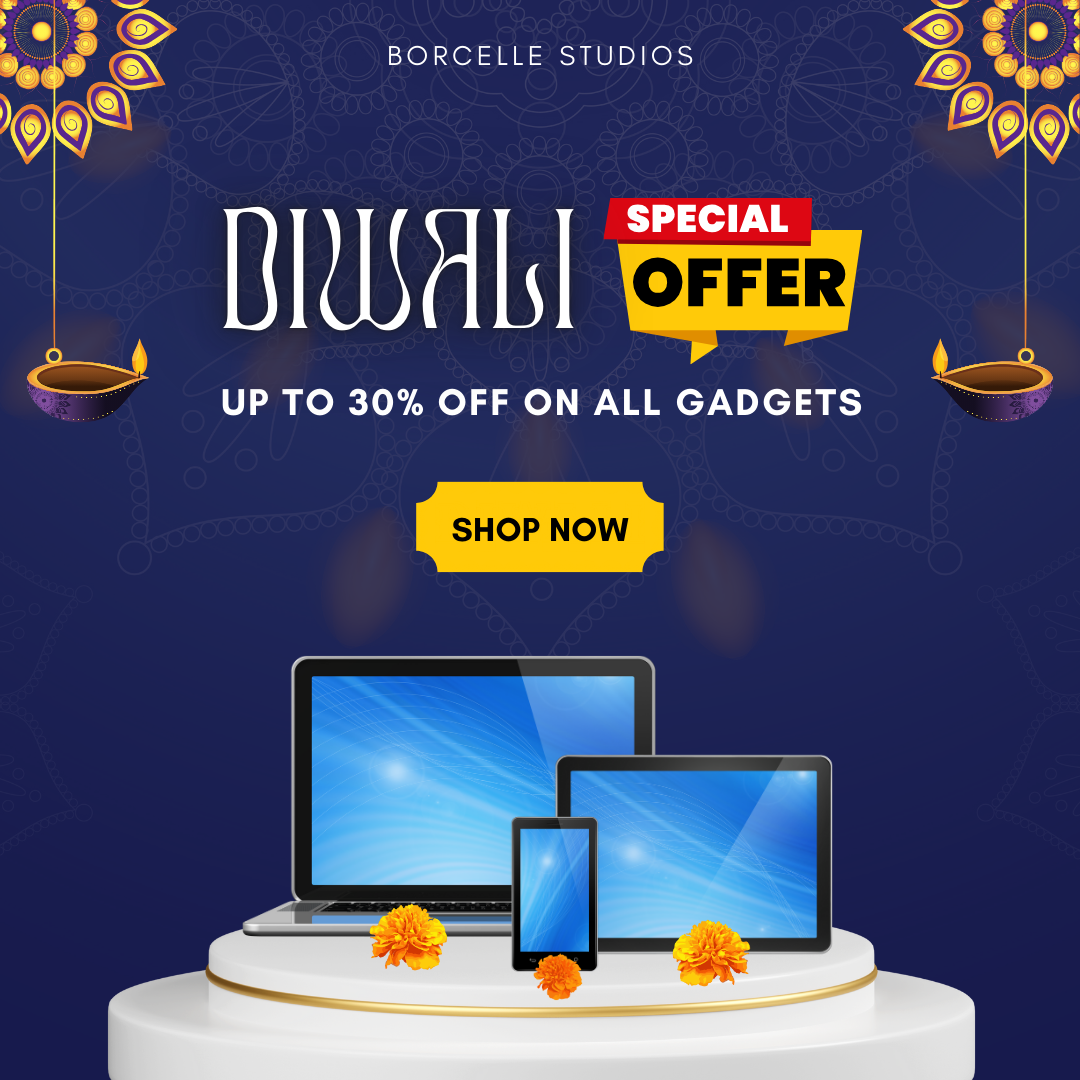 BORCELLE STUDIOS
DIWALI
SPECIAL
OFFER
UP TO 30% OFF ON ALL GADGETS
SHOP NOW